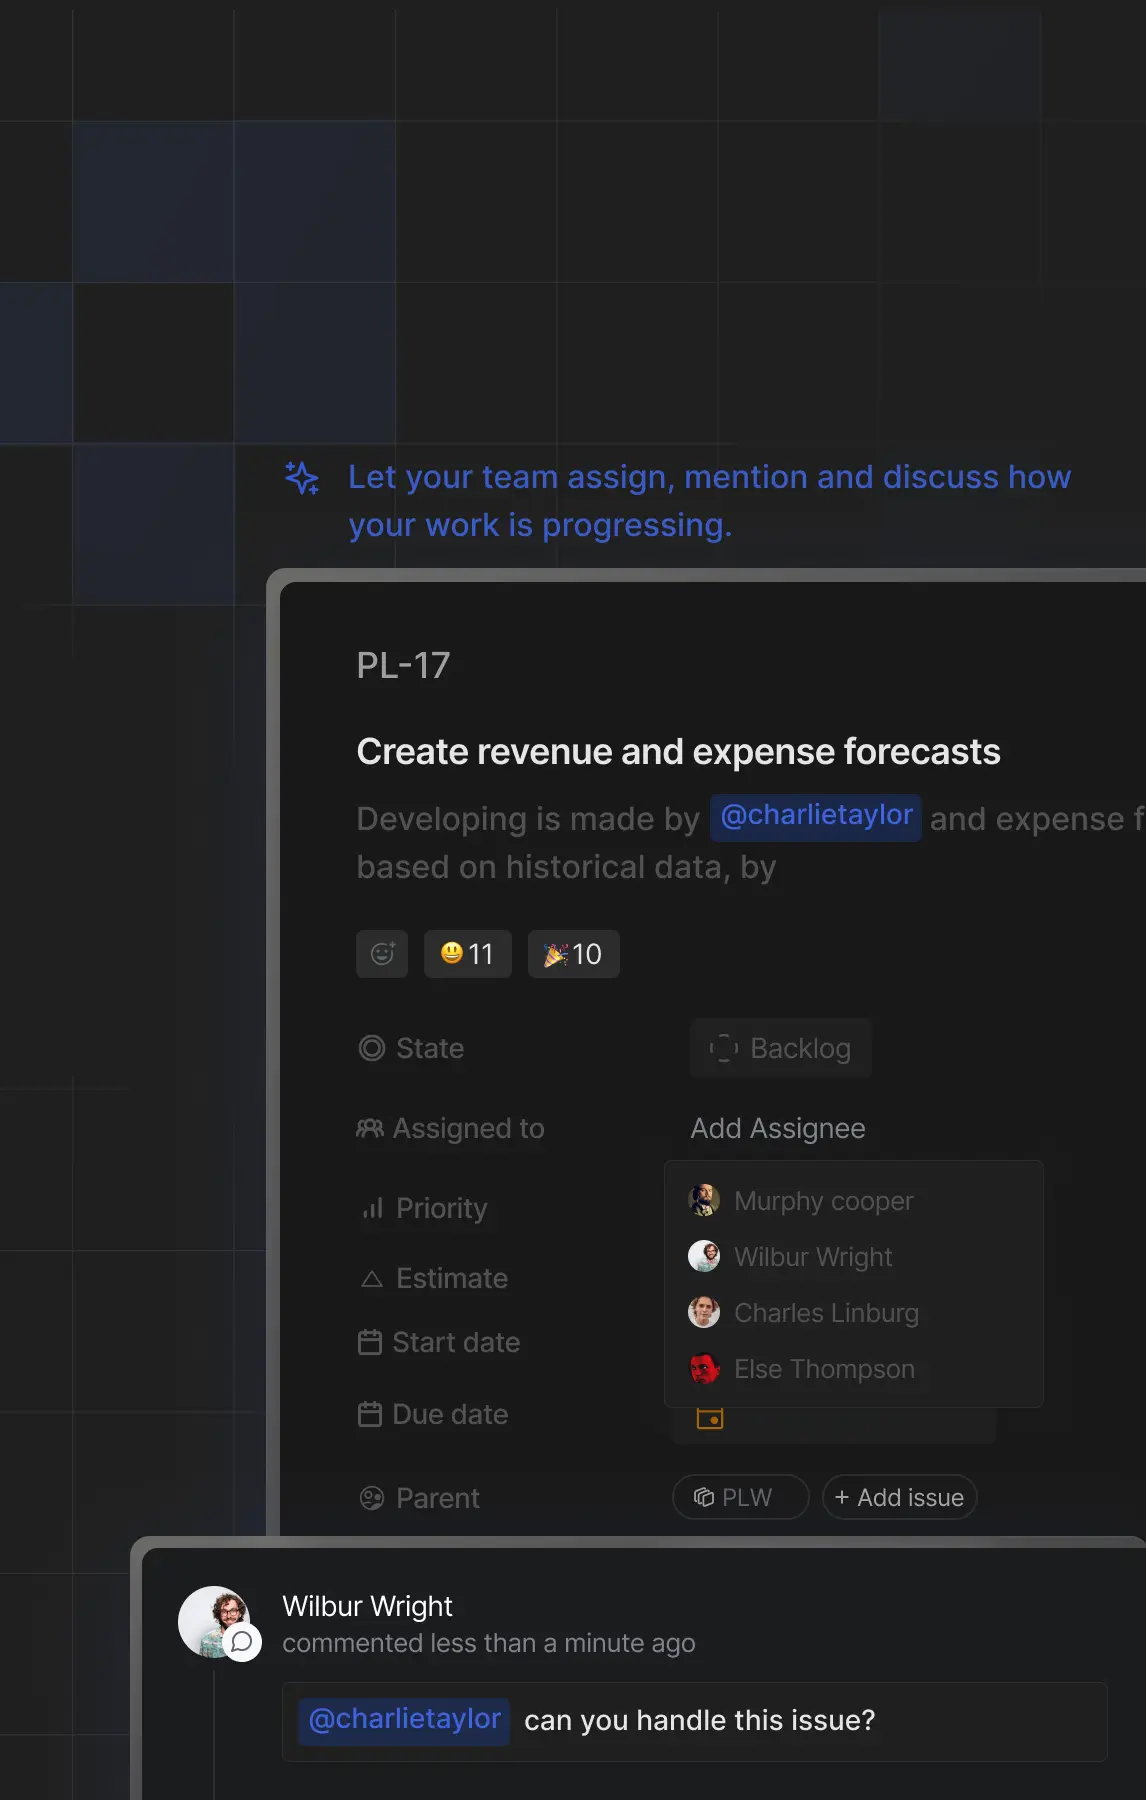 Let your team assign, mention and discuss how
your work is progressing.
PL-17
Create revenue and expense forecasts
Developing is made by @charlietaylor and expense f
based on historical data, by
😃 11 🎉 10
State Backlog
Assigned to Add Assignee
Murphy cooper
Priority
Wilbur Wright
Estimate
Charles Linburg
Start date
Else Thompson
Due date
Parent PLW + Add issue
Wilbur Wright
commented less than a minute ago
@charlietaylor can you handle this issue?